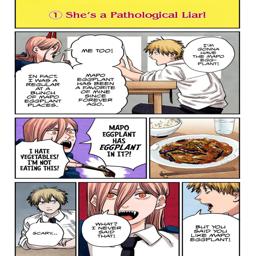 ① She's a Pathological Liar!
I'M
GONNA
HAVE
THE MAPO
EGG-
PLANT!
ME TOO!
MAPO
EGGPLANT
HAS BEEN
A FAVORITE
OF MINE
SINCE
FOREVER
AGO.
IN FACT,
I WAS A
REGULAR
AT A
BUNCH
OF MAPO
EGGPLANT
PLACES.
MAPO
EGGPLANT
HAS
EGGPLANT
IN IT?!
I HATE
VEGETABLES!
I'M NOT
EATING THIS!
BUT YOU
SAID YOU
LIKE MAPO
EGGPLANT!
WHAT?
I NEVER
SAID
THAT!
SCARY...